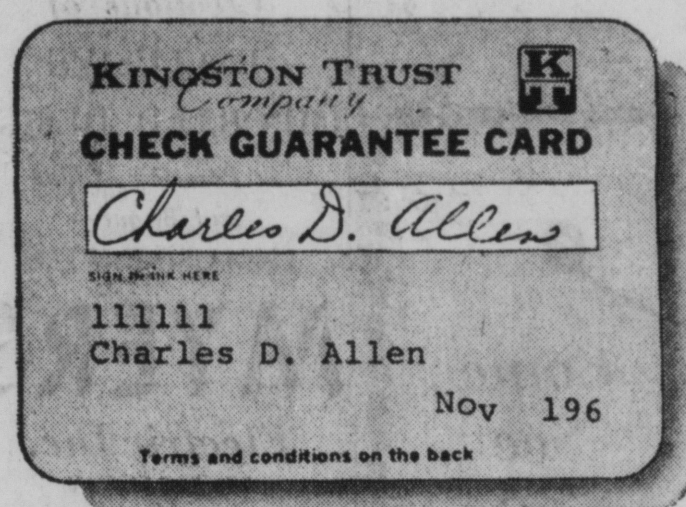 KINGSTON TRUST
Company
KT
CHECK GUARANTEE CARD
Charles D. Allen
SIGN IN INK HERE
111111
Charles D. Allen
Nov 196
Terms and conditions on the back